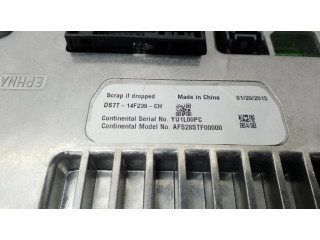 Scrap if dropped
Made in China
01/20/2015
DS7T-14F239-CH
Continental Serial No. YU1L00PC
Continental Model No. AFS28STF00000
EPHNA